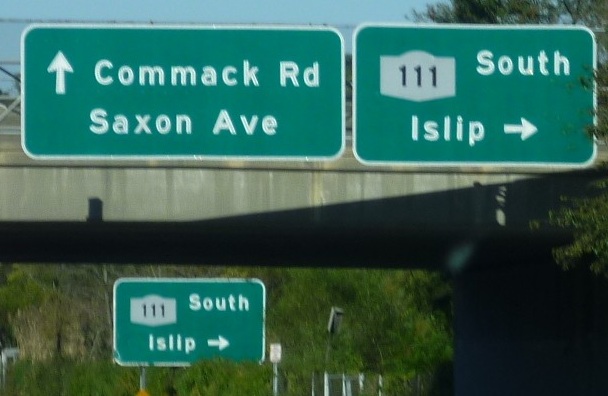 Commack Rd
Saxon Ave
111 South
Islip
111 South
Islip